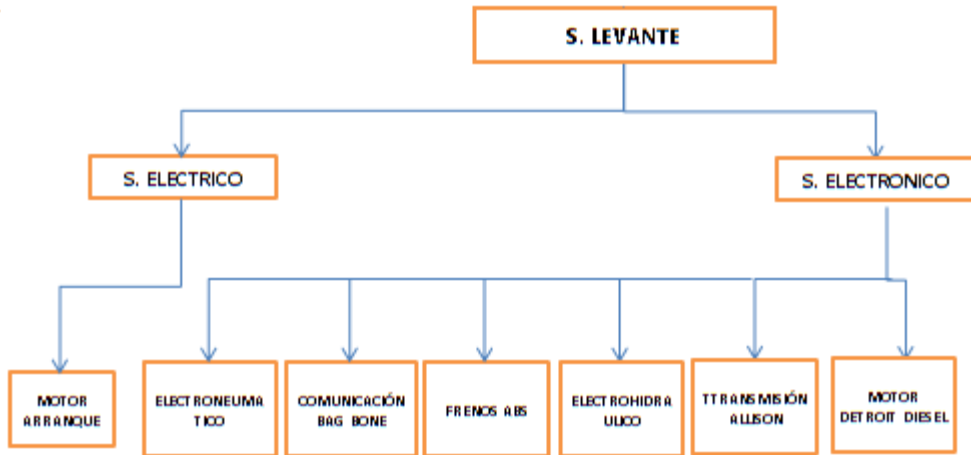 S. LEVANTE
S. ELECTRICO
S. ELECTRONICO
MOTOR
ARRANQUE
ELECTRONEUMA
TICO
COMUNICACIÓN
BAG BONE
FRENOS ABS
ELECTROHIDRA
ULICO
TTRANSMISIÓN
ALLISON
MOTOR
DETROIT DIESEL